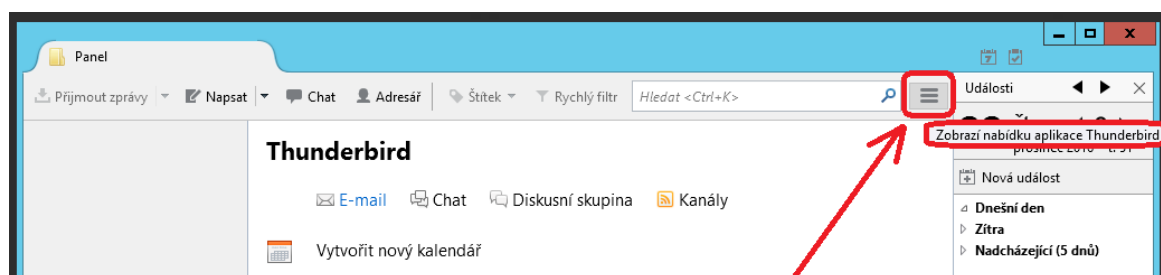 Panel
Přijmout zprávy Napsat Chat Adresář Štítek Rychlý filtr Hledat <Ctrl+K>
Události
Zobrazí nabídku aplikace Thunderbird
Thunderbird
E-mail Chat Diskusní skupina Kanály
Vytvořit nový kalendář
Nová událost
Dnešní den
Zítra
Nadcházející (5 dnů)